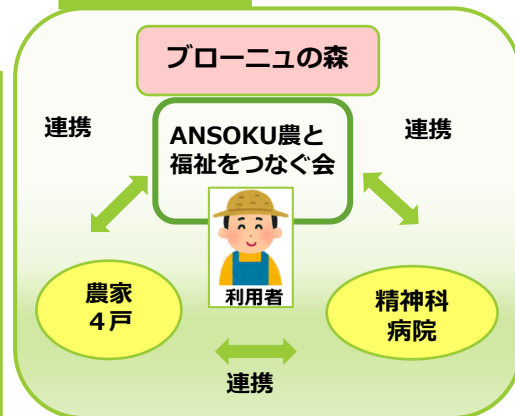 ブローニュの森
連携
連携
ANSOKU農と
福祉をつなぐ会
利用者
農家
４戸
精神科
病院
連携